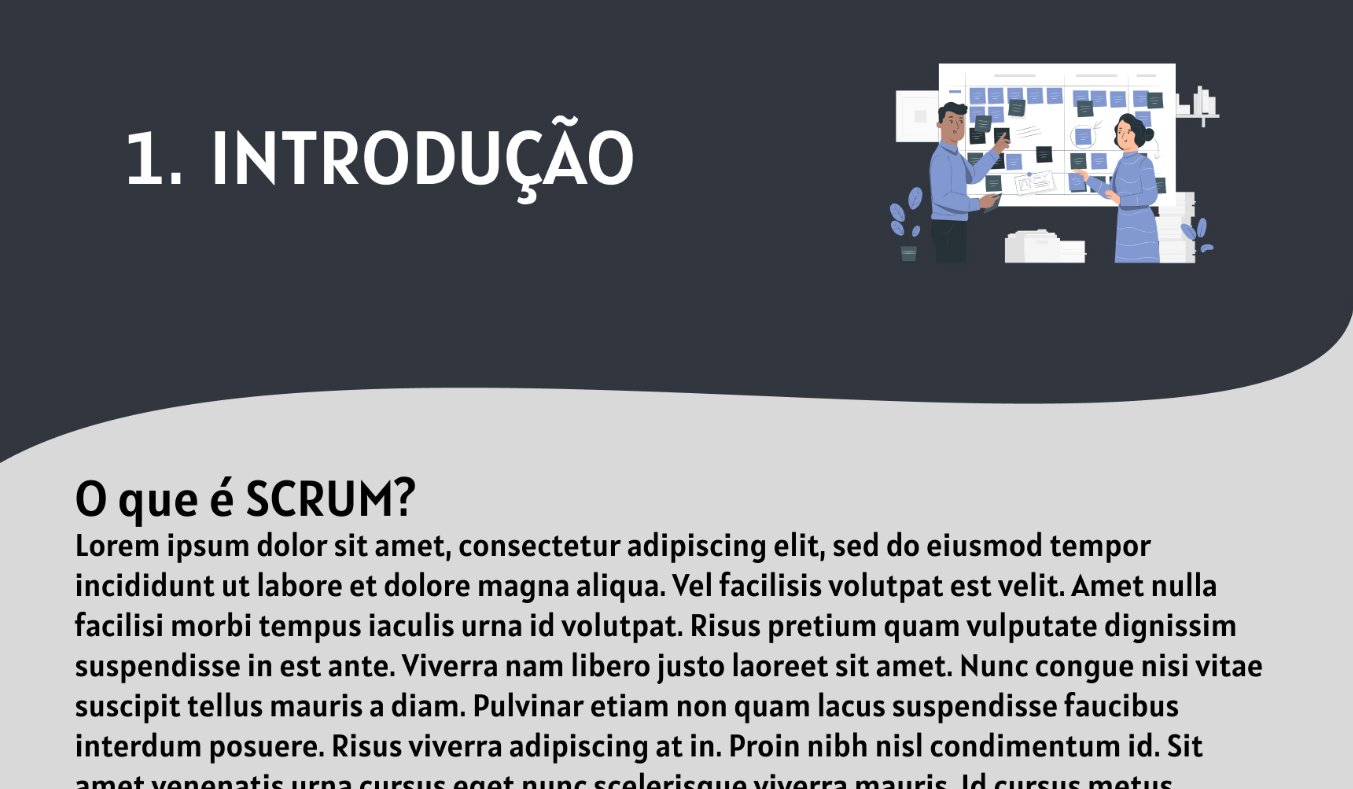 1. INTRODUÇÃO
O que é SCRUM?
Lorem ipsum dolor sit amet, consectetur adipiscing elit, sed do eiusmod tempor
incididunt ut labore et dolore magna aliqua. Vel facilisis volutpat est velit. Amet nulla
facilisi morbi tempus iaculis urna id volutpat. Risus pretium quam vulputate dignissim
suspendisse in est ante. Viverra nam libero justo laoreet sit amet. Nunc congue nisi vitae
suscipit tellus mauris a diam. Pulvinar etiam non quam lacus suspendisse faucibus
interdum posuere. Risus viverra adipiscing at in. Proin nibh nisl condimentum id. Sit
amet venenatis urna cursus eget nunc scelerisque viverra mauris. Id cursus metus